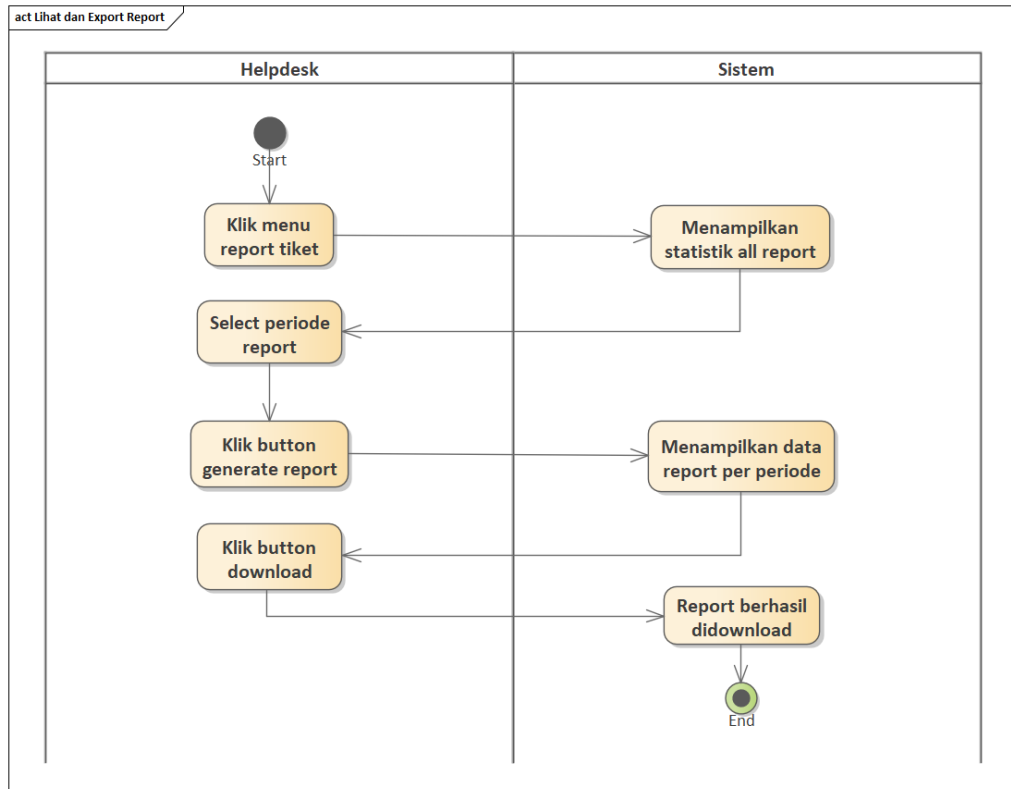 act Lihat dan Export Report
Helpdesk
Sistem
Start
Klik menu
report tiket
Menampilkan
statistik all report
Select periode
report
Klik button
generate report
Menampilkan data
report per periode
Klik button
download
Report berhasil
didownload
End